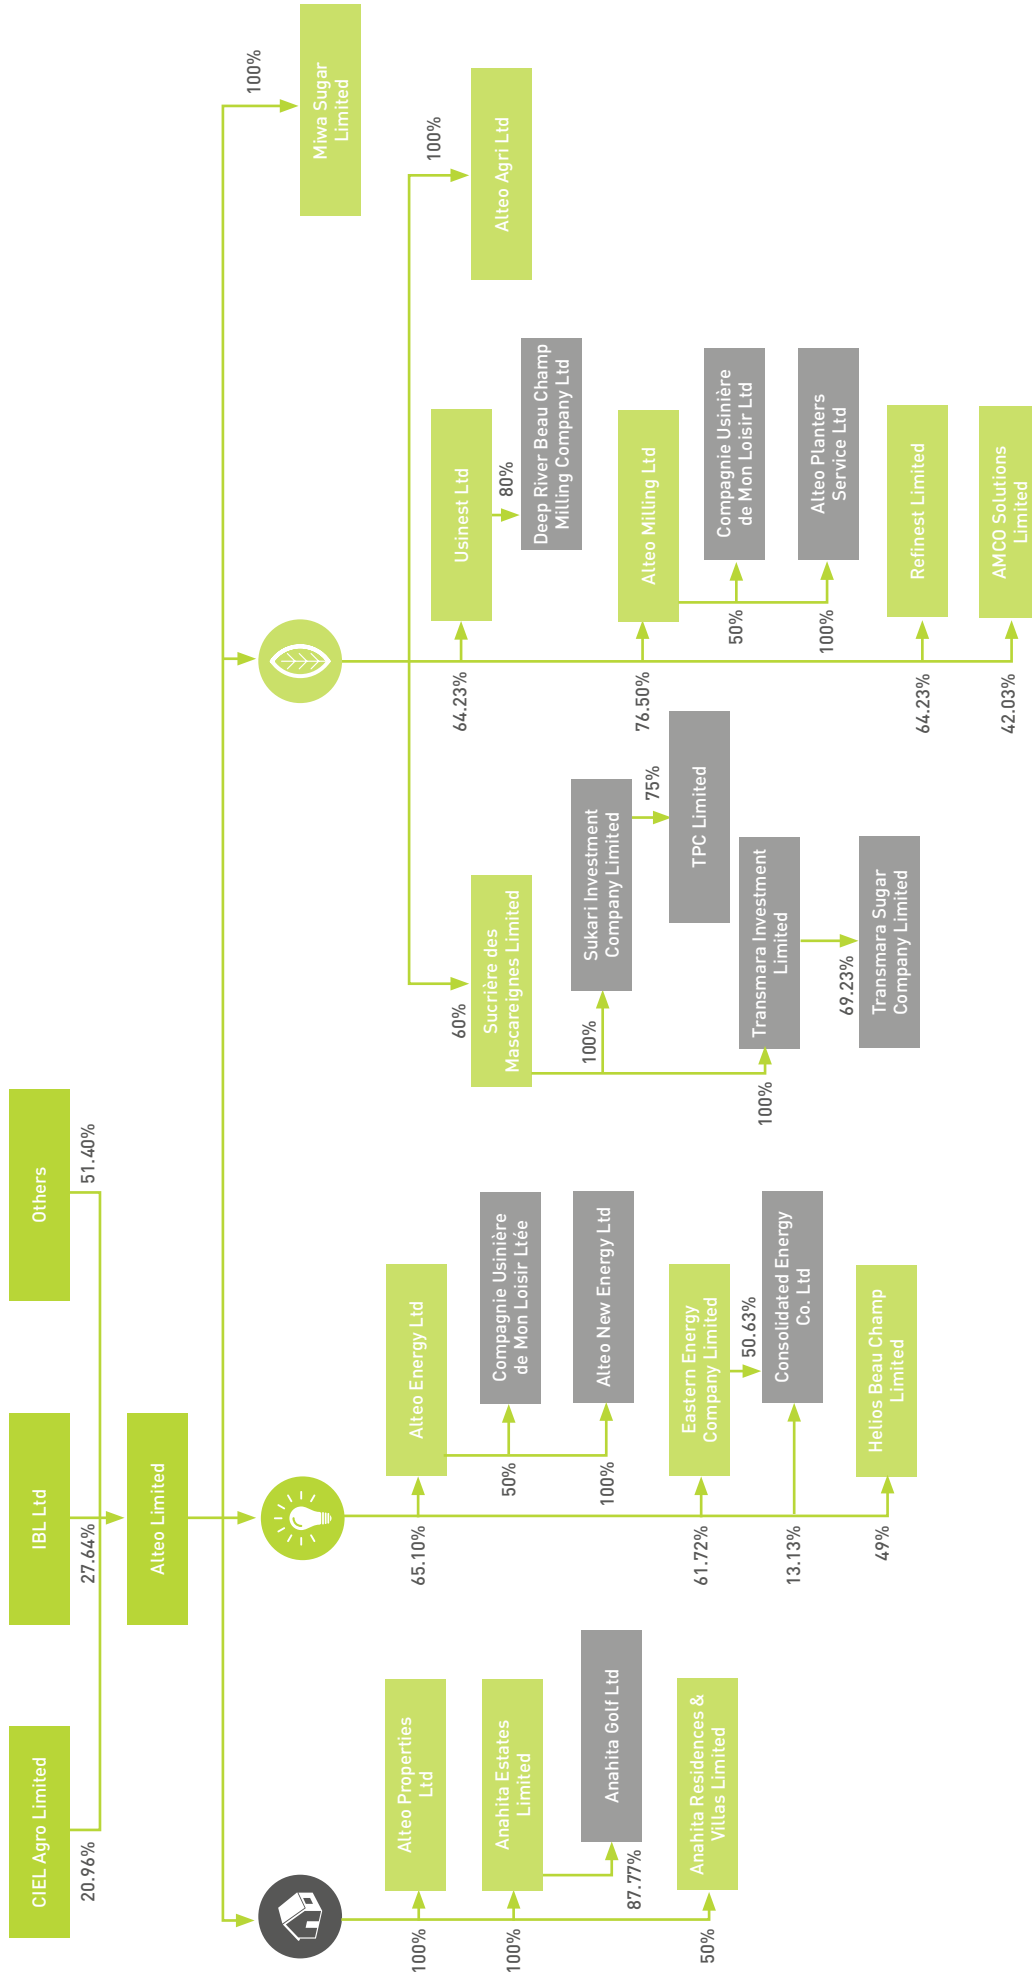 CIEL Agro Limited
20.96%
IBL Ltd
27.64%
Others
51.40%
Alteo Limited
100%
Alteo Properties
Ltd
100%
Anahita Estates
Limited
87.77%
Anahita Golf Ltd
50%
Anahita Residences &
Villas Limited
65.10%
Alteo Energy Ltd
50%
Compagnie Usinière
de Mon Loisir Ltée
100%
Alteo New Energy Ltd
61.72%
Eastern Energy
Company Limited
50.63%
13.13%
Consolidated Energy
Co. Ltd
49%
Helios Beau Champ
Limited
60%
Sucrière des
Mascareignes Limited
100%
Sukari Investment
Company Limited
75%
TPC Limited
100%
Transmara Investment
Limited
69.23%
Transmara Sugar
Company Limited
64.23%
Usinest Ltd
80%
Deep River Beau Champ
Milling Company Ltd
76.50%
Alteo Milling Ltd
50%
Compagnie Usinière
de Mon Loisir Ltd
100%
Alteo Planters
Service Ltd
64.23%
Refinest Limited
42.03%
AMCO Solutions
Limited
100%
Alteo Agri Ltd
100%
Miwa Sugar
Limited